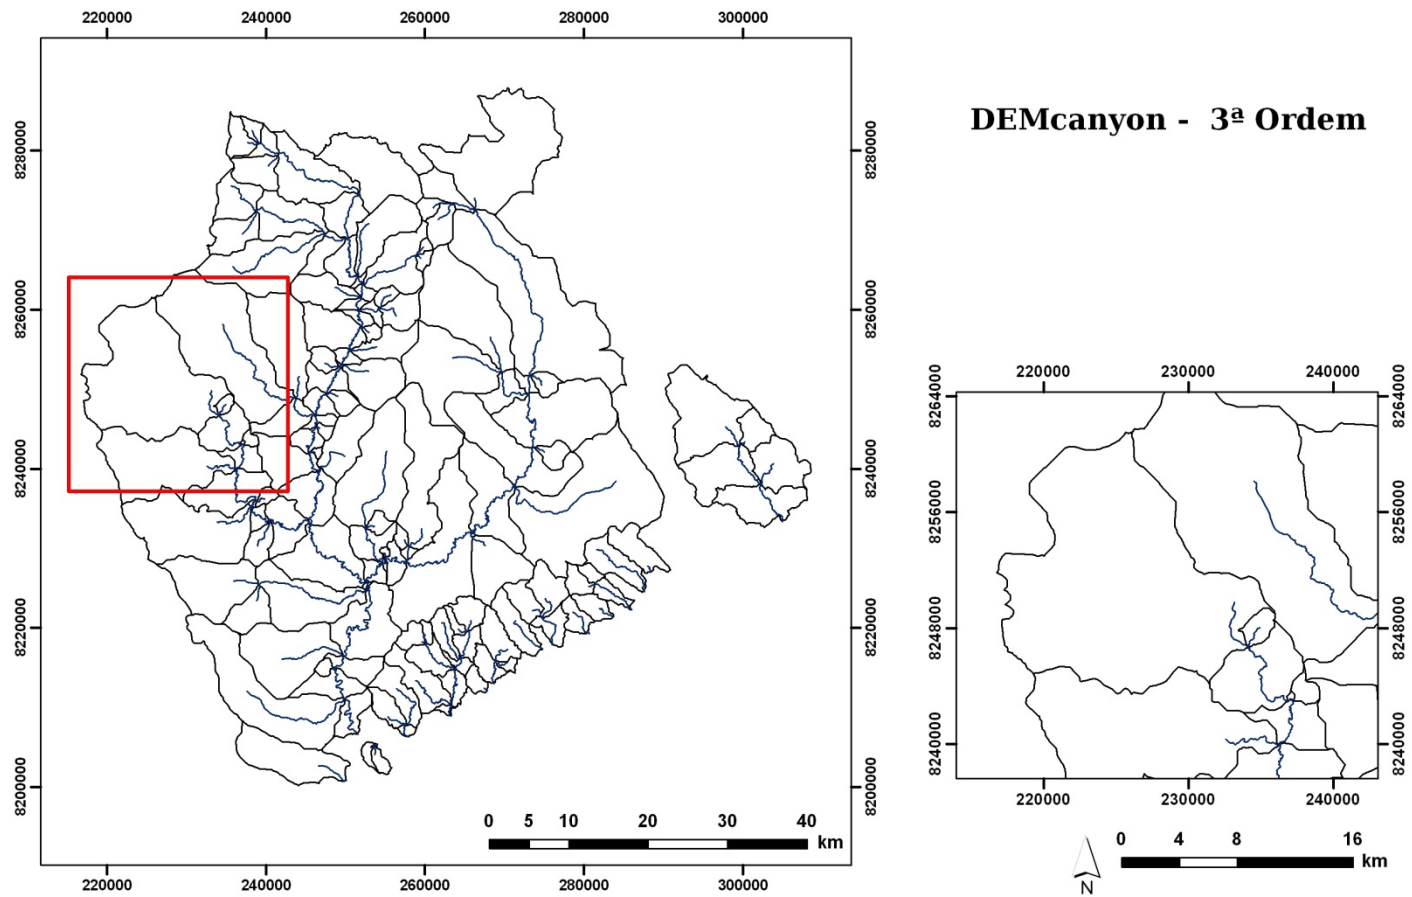 220000 240000 260000 280000 300000
8280000 8280000
DEMcanyon - 3ª Ordem
8260000 8260000
8240000 8240000
8220000 8220000
8200000 8200000
0 5 10 20 30 40
km
220000 240000 260000 280000 300000
220000 230000 240000
8264000 8264000
8256000 8256000
8248000 8248000
8240000 8240000
220000 230000 240000
N
0 4 8 16
km